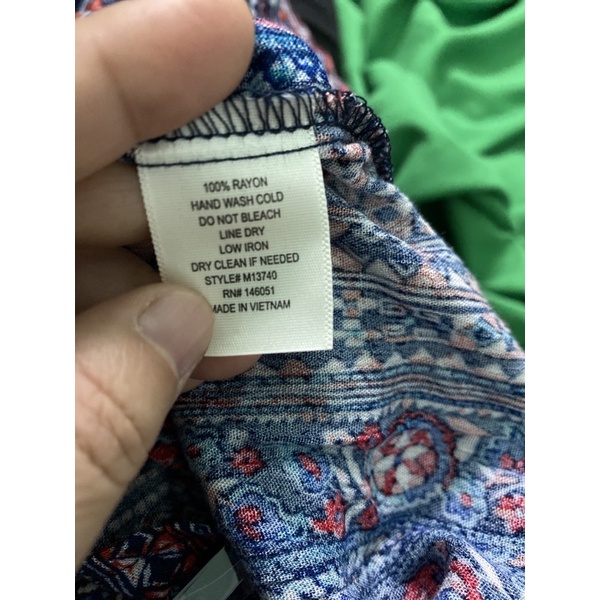 100% RAYON
HAND WASH COLD
DO NOT BLEACH
LINE DRY
LOW IRON
DRY CLEAN IF NEEDED
STYLE# M13740
RN# 146051
MADE IN VIETNAM